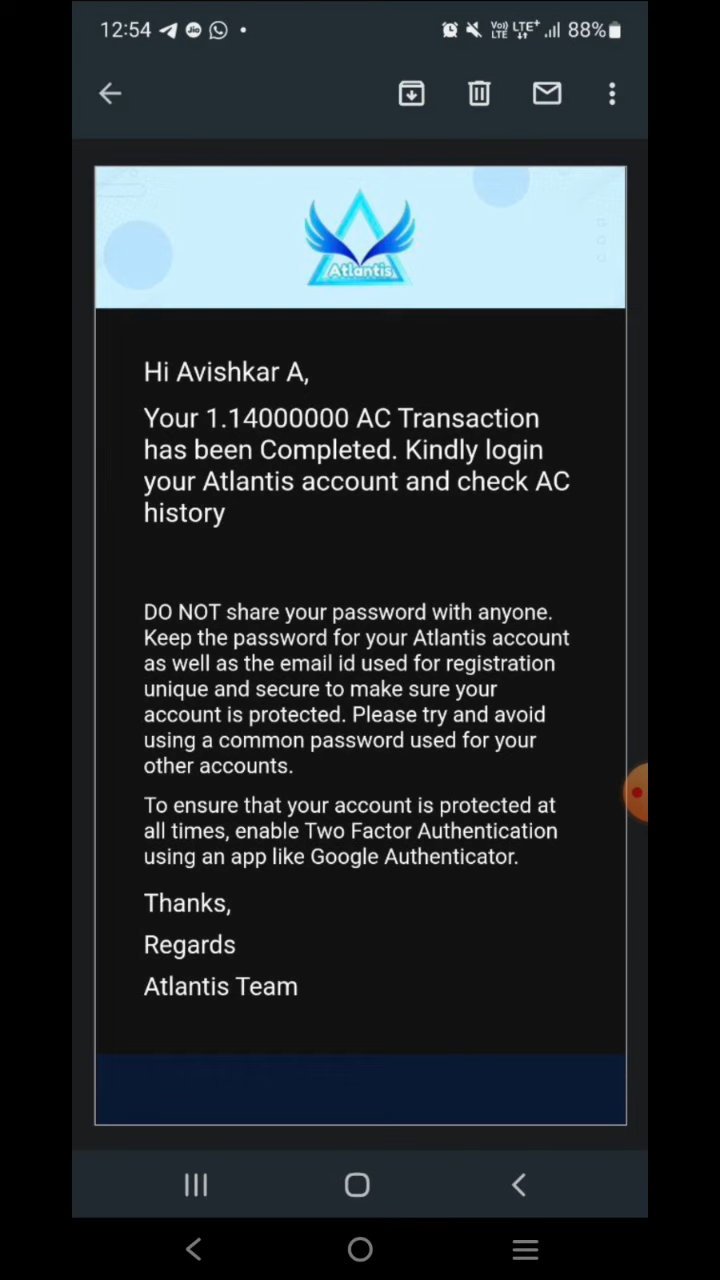 12:54 Jio Vo) LTE LTE+ 88%
Atlantis
Hi Avishkar A,
Your 1.14000000 AC Transaction
has been Completed. Kindly login
your Atlantis account and check AC
history
DO NOT share your password with anyone.
Keep the password for your Atlantis account
as well as the email id used for registration
unique and secure to make sure your
account is protected. Please try and avoid
using a common password used for your
other accounts.
To ensure that your account is protected at
all times, enable Two Factor Authentication
using an app like Google Authenticator.
Thanks,
Regards
Atlantis Team